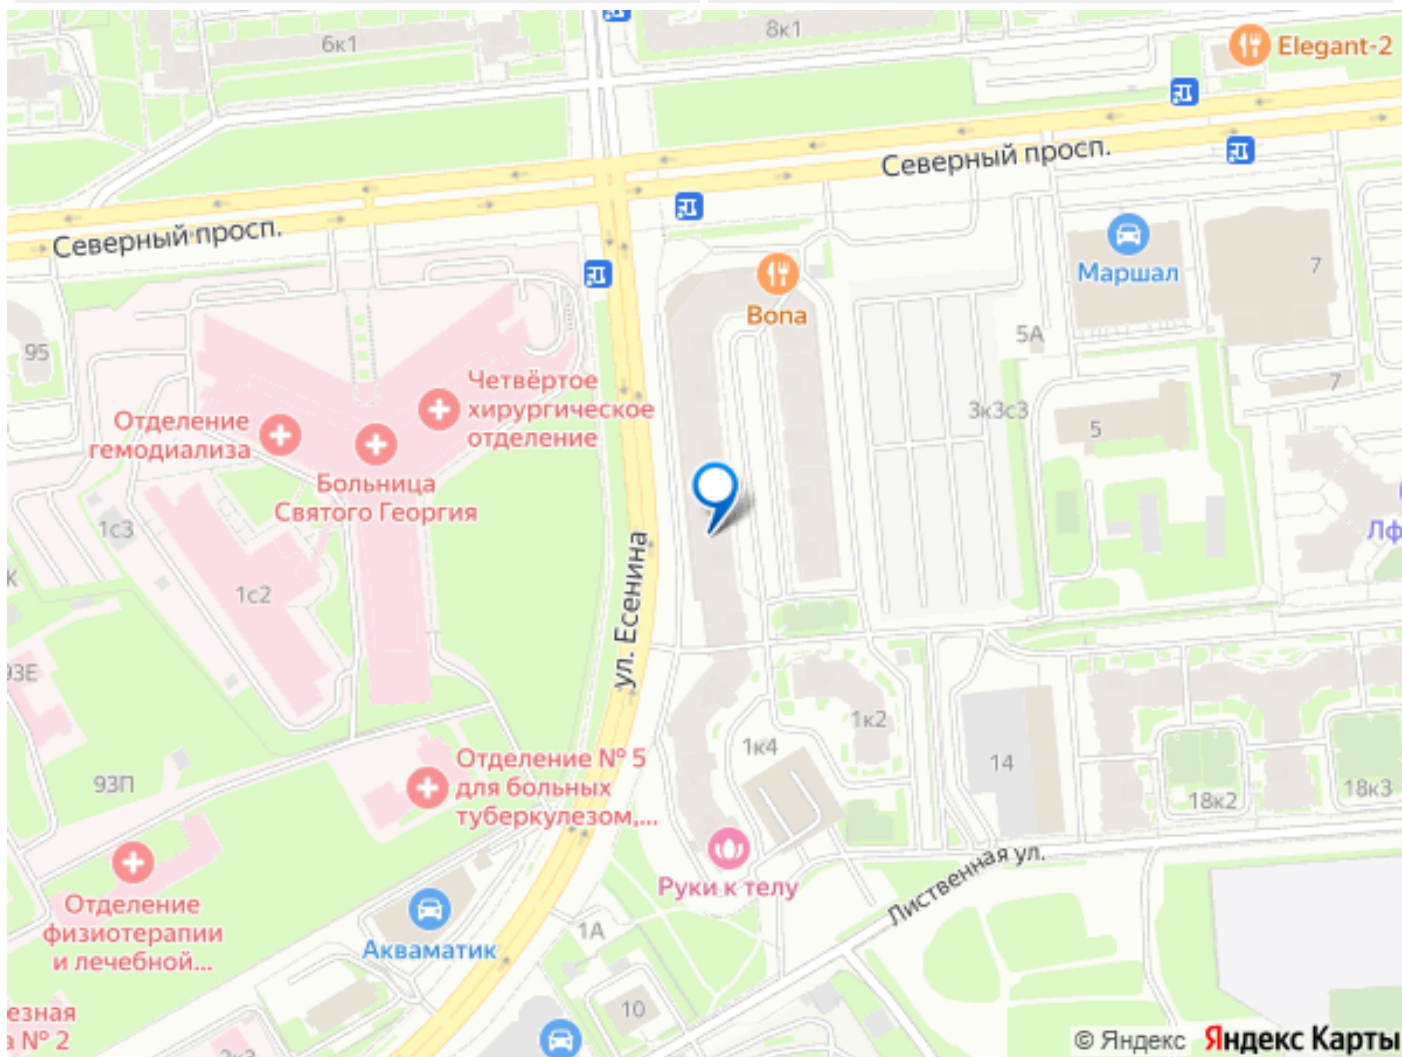 6к1
8к1
Elegant-2
Северный просп.
Северный просп.
Bona
Маршал
7
95
5А
7
Четвёртое
хирургическое
отделение
Отделение
гемодиализа
3к3с3
5
Больница
Святого Георгия
1с3
ул. Есенина
1с2
93Е
1к2
1к4
Отделение № 5
для больных
туберкулезом,...
93П
14
18к2
18к3
Руки к телу
Лиственная ул.
Отделение
физиотерапии
и лечебной...
Акваматик
1А
10
© Яндекс Яндекс Карты